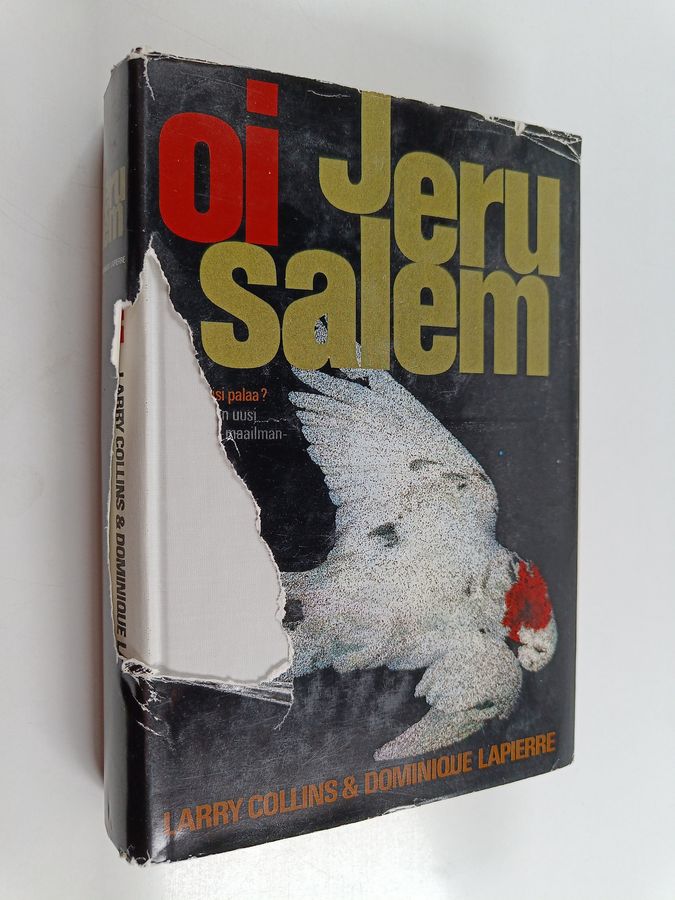 oi Jeru
salem
palaa?
uusi
maailman-
LARRY COLLINS & DOMINIQUE LAPIERRE
LARRY COLLINS & DOMINIQUE